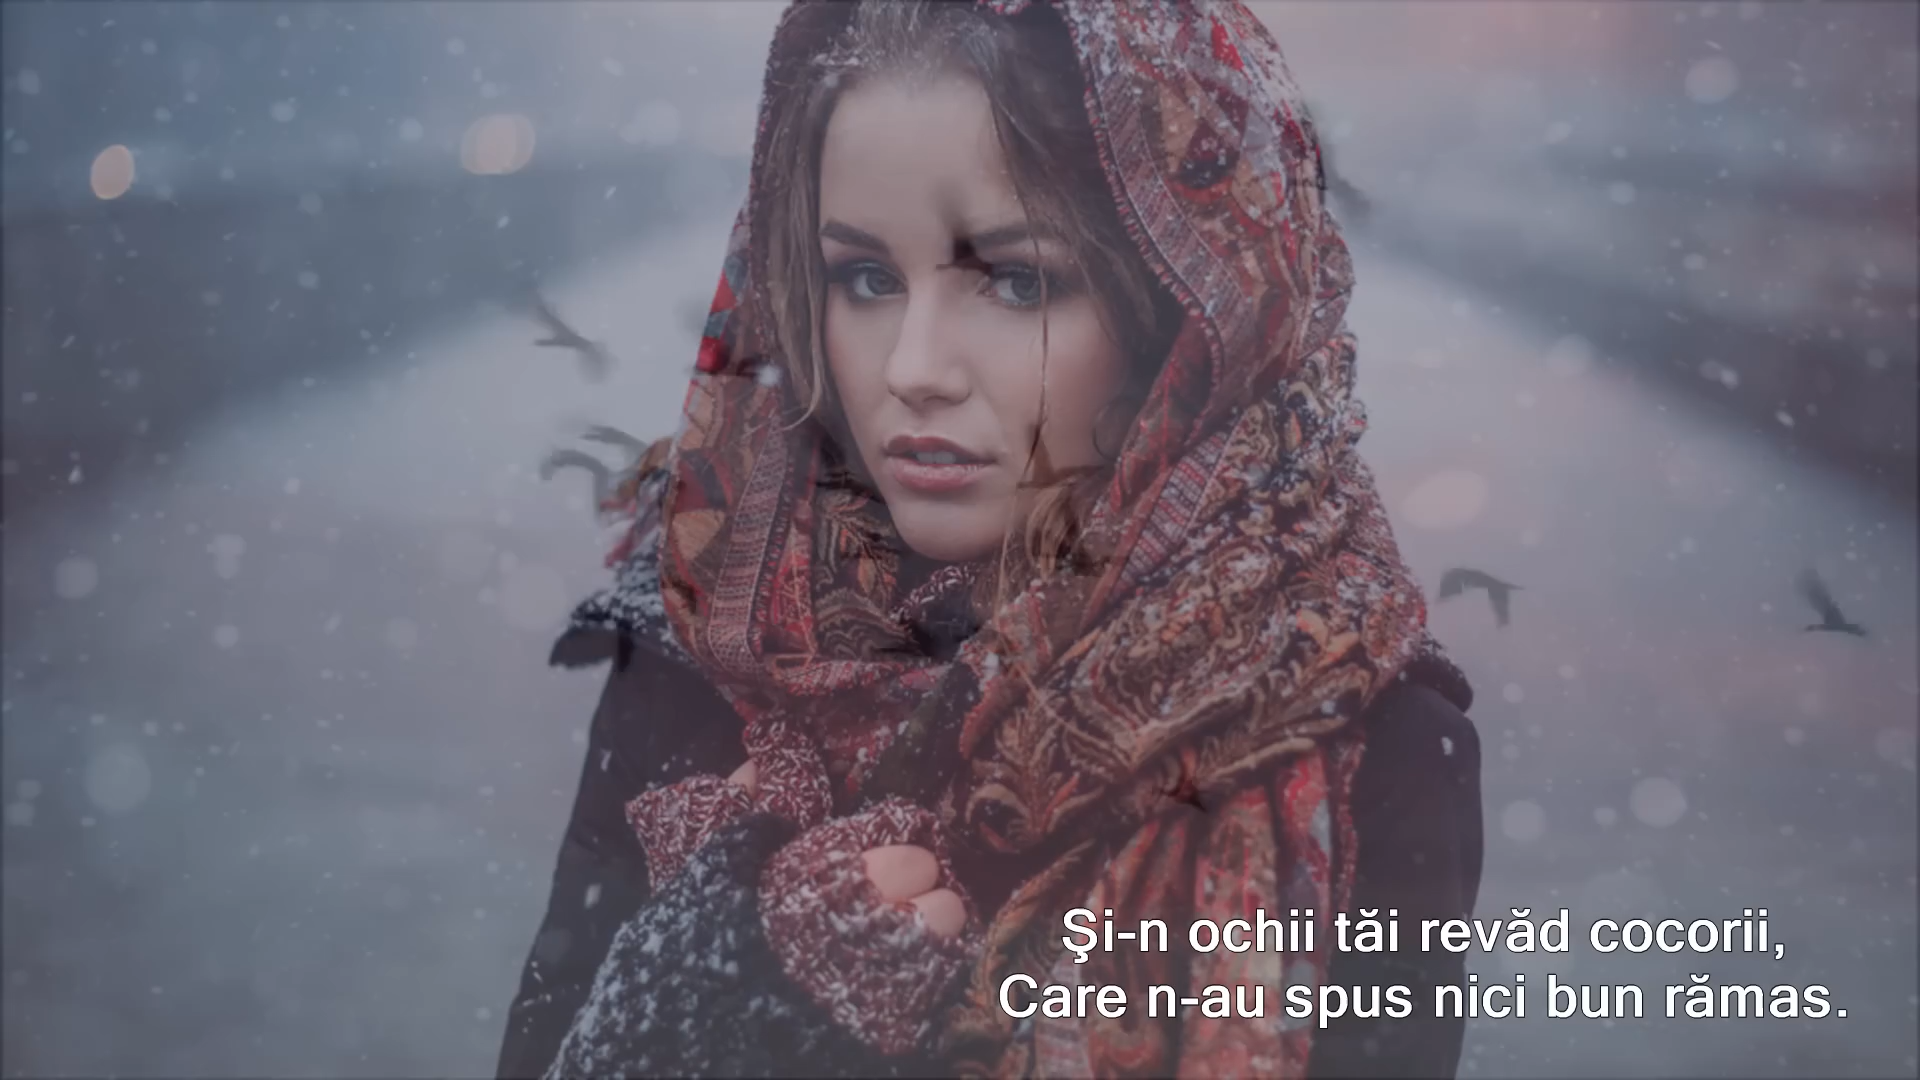 Şi-n ochii tăi revăd cocorii,
Care n-au spus nici bun rămas.